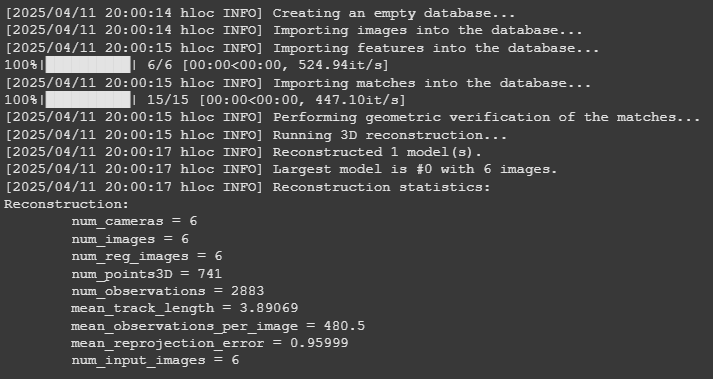 [2025/04/11 20:00:14 hloc INFO] Creating an empty database...
[2025/04/11 20:00:14 hloc INFO] Importing images into the database...
[2025/04/11 20:00:15 hloc INFO] Importing features into the database...
100%|██████████| 6/6 [00:00<00:00, 524.94it/s]
[2025/04/11 20:00:15 hloc INFO] Importing matches into the database...
100%|██████████| 15/15 [00:00<00:00, 447.10it/s]
[2025/04/11 20:00:15 hloc INFO] Performing geometric verification of the matches...
[2025/04/11 20:00:15 hloc INFO] Running 3D reconstruction...
[2025/04/11 20:00:17 hloc INFO] Reconstructed 1 model(s).
[2025/04/11 20:00:17 hloc INFO] Largest model is #0 with 6 images.
[2025/04/11 20:00:17 hloc INFO] Reconstruction statistics:
Reconstruction:
num_cameras = 6
num_images = 6
num_reg_images = 6
num_points3D = 741
num_observations = 2883
mean_track_length = 3.89069
mean_observations_per_image = 480.5
mean_reprojection_error = 0.95999
num_input_images = 6